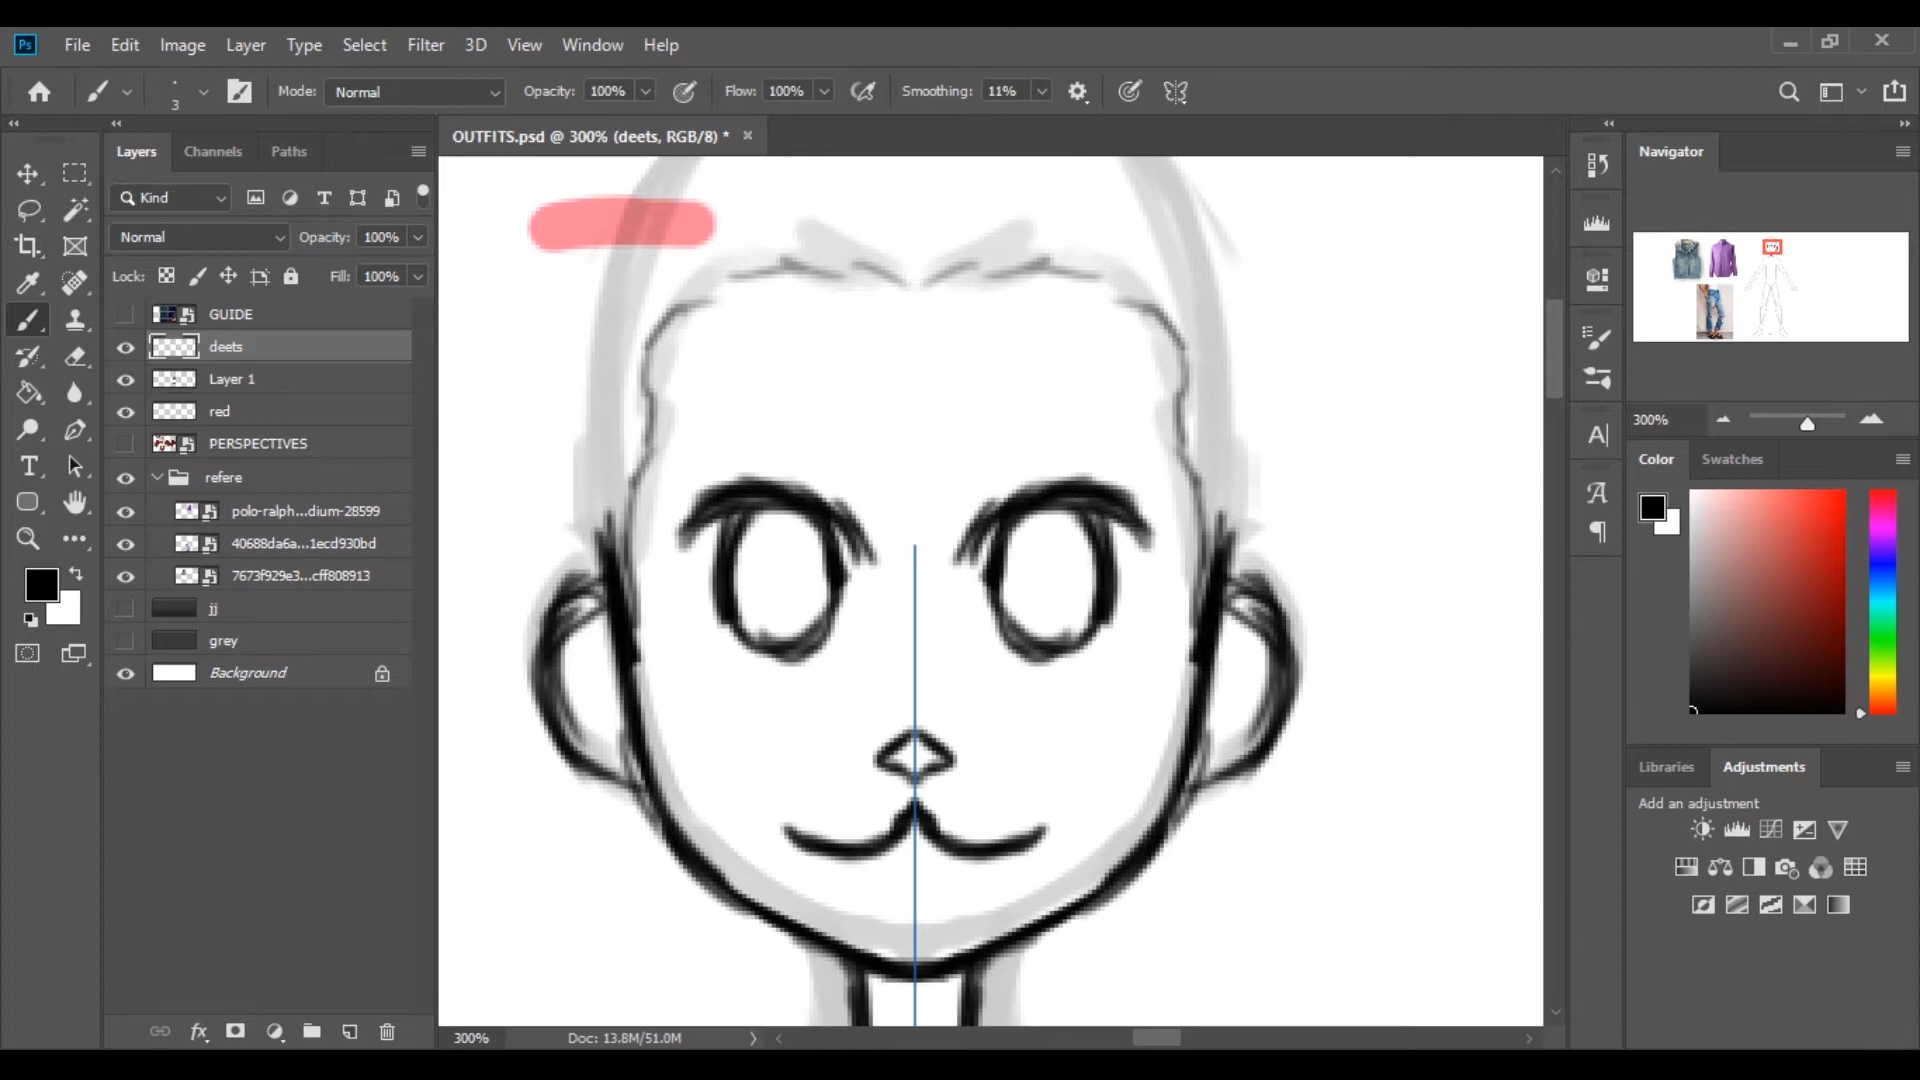 Ps File Edit Image Layer Type Select Filter 3D View Window Help
3 Mode: Normal Opacity: 100% Flow: 100% Smoothing: 11%
Layers Channels Paths
OUTFITS.psd @ 300% (deets, RGB/8) *
Navigator
Kind
Normal Opacity: 100%
Lock: Fill: 100%
GUIDE
deets
Layer 1
red
PERSPECTIVES
refere
polo-ralph...dium-28599
40688da6a...1ecd930bd
7673f929e3...cff808913
jj
grey
Background
300%
Color Swatches
Libraries Adjustments
Add an adjustment
300% Doc: 13.8M/51.0M